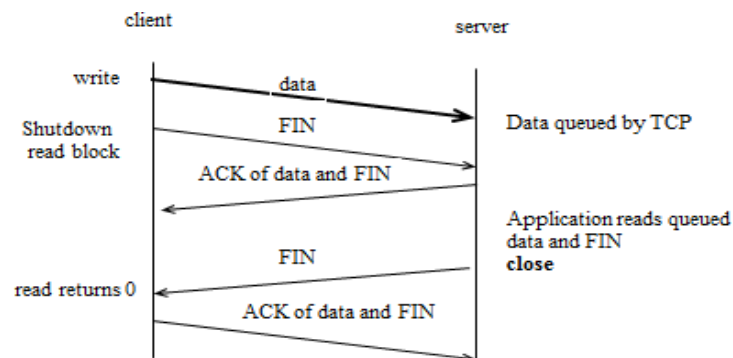 client
server
write
data
Data queued by TCP
Shutdown
read block
FIN
ACK of data and FIN
Application reads queued
data and FIN
close
FIN
read returns 0
ACK of data and FIN